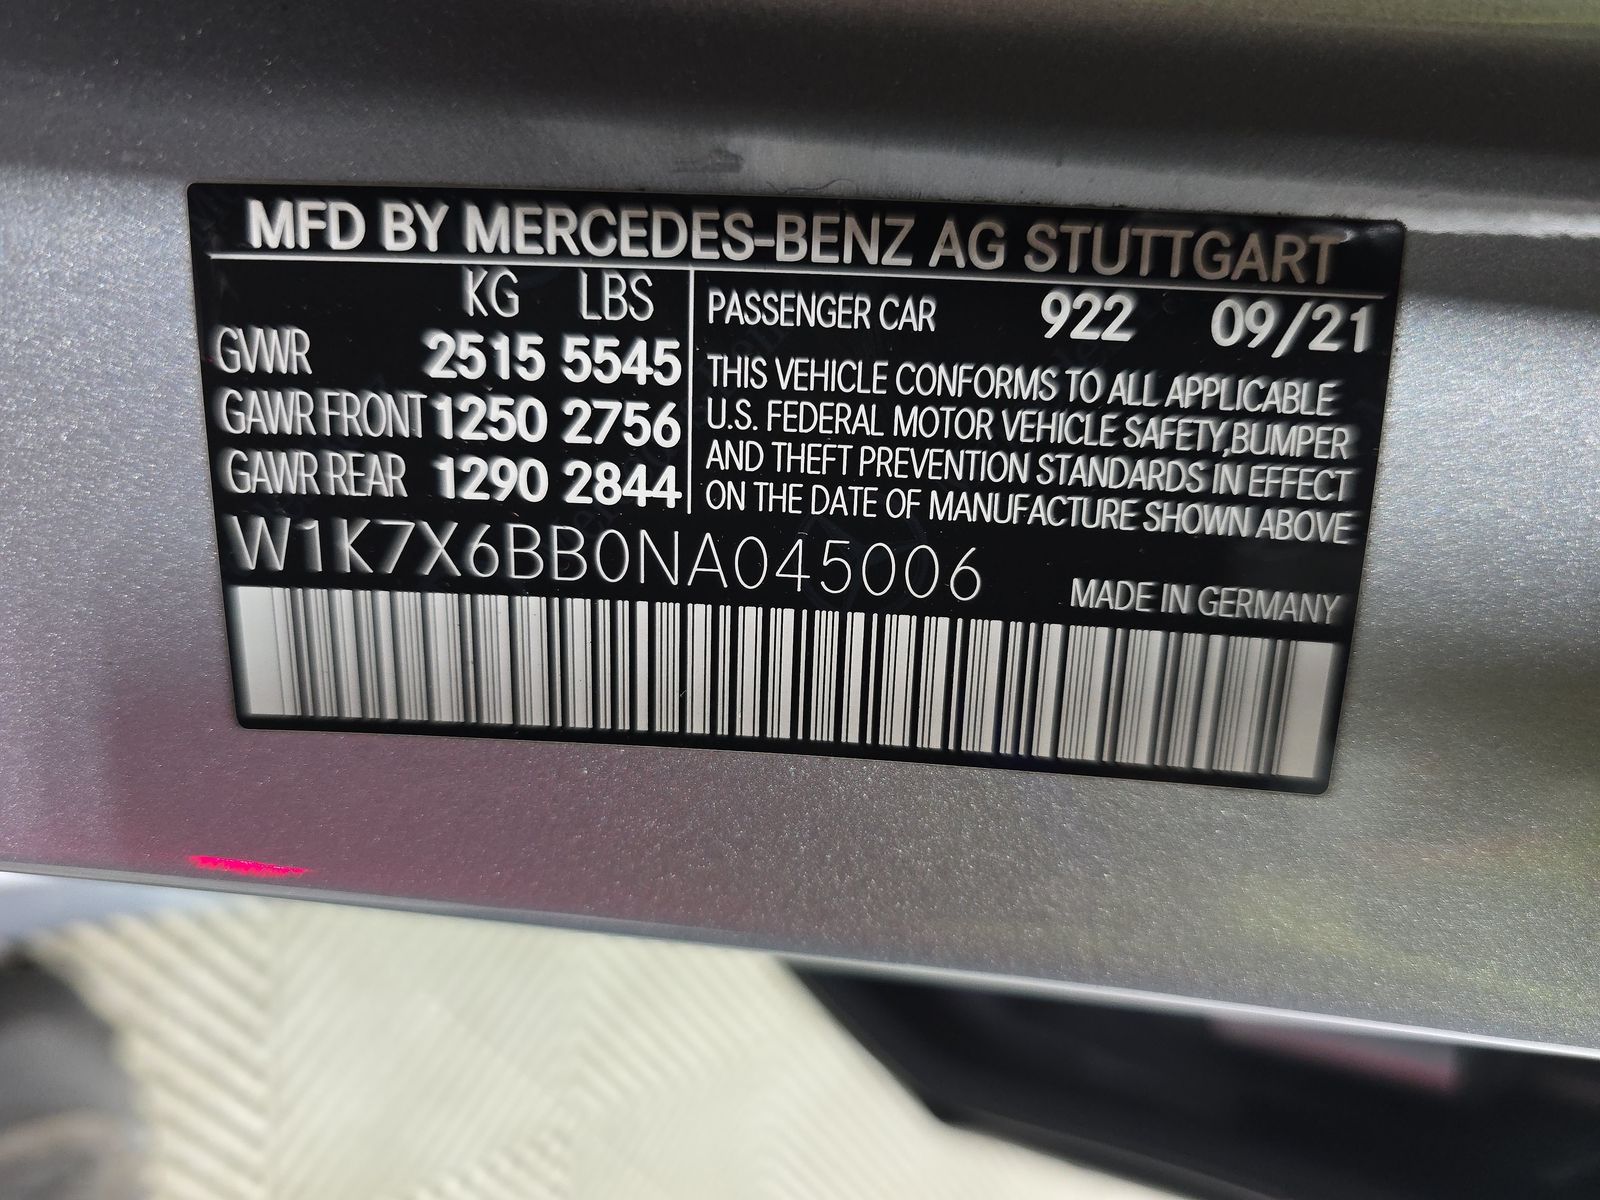 MFD BY MERCEDES-BENZ AG STUTTGART
KG LBS
GVWR 2515 5545
GAWR FRONT 1250 2756
GAWR REAR 1290 2844
PASSENGER CAR 922 09/21
THIS VEHICLE CONFORMS TO ALL APPLICABLE
U.S. FEDERAL MOTOR VEHICLE SAFETY,BUMPER
AND THEFT PREVENTION STANDARDS IN EFFECT
ON THE DATE OF MANUFACTURE SHOWN ABOVE
W1K7X6BB0NA045006
MADE IN GERMANY